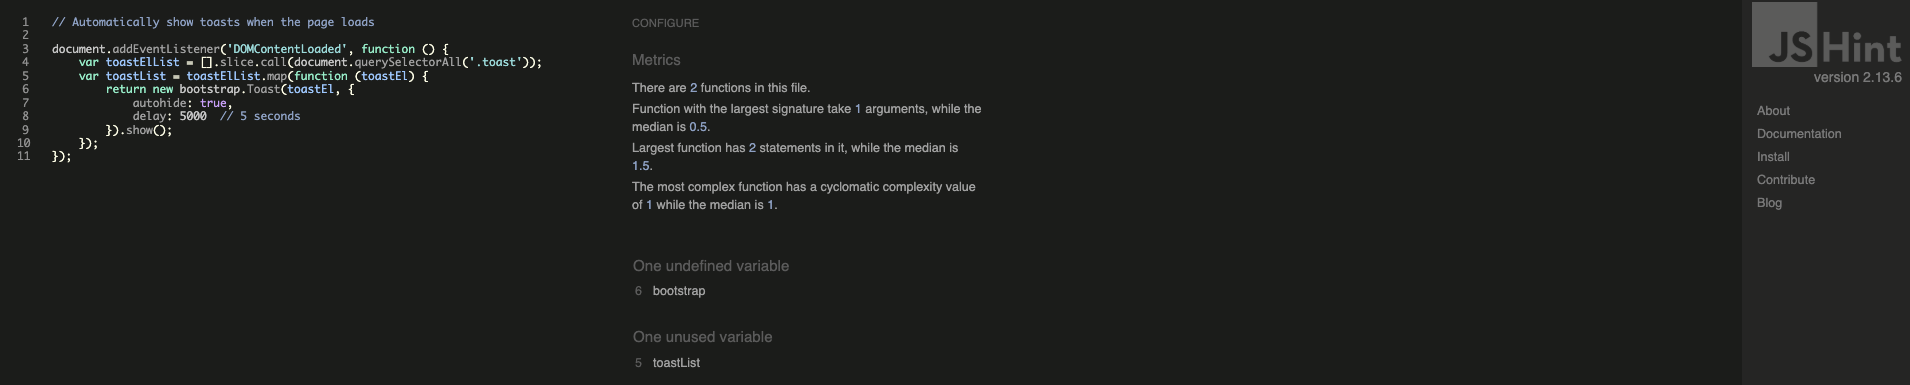 1 // Automatically show toasts when the page loads
2
3 document.addEventListener('DOMContentLoaded', function () {
4     var toastElList = [].slice.call(document.querySelectorAll('.toast'));
5     var toastList = toastElList.map(function (toastEl) {
6         return new bootstrap.Toast(toastEl, {
7             autohide: true,
8             delay: 5000  // 5 seconds
9         }).show();
10     });
11 });
CONFIGURE
Metrics
There are 2 functions in this file.
Function with the largest signature take 1 arguments, while the
median is 0.5.
Largest function has 2 statements in it, while the median is
1.5.
The most complex function has a cyclomatic complexity value
of 1 while the median is 1.
One undefined variable
6 bootstrap
One unused variable
5 toastList
JSHint
version 2.13.6
About
Documentation
Install
Contribute
Blog